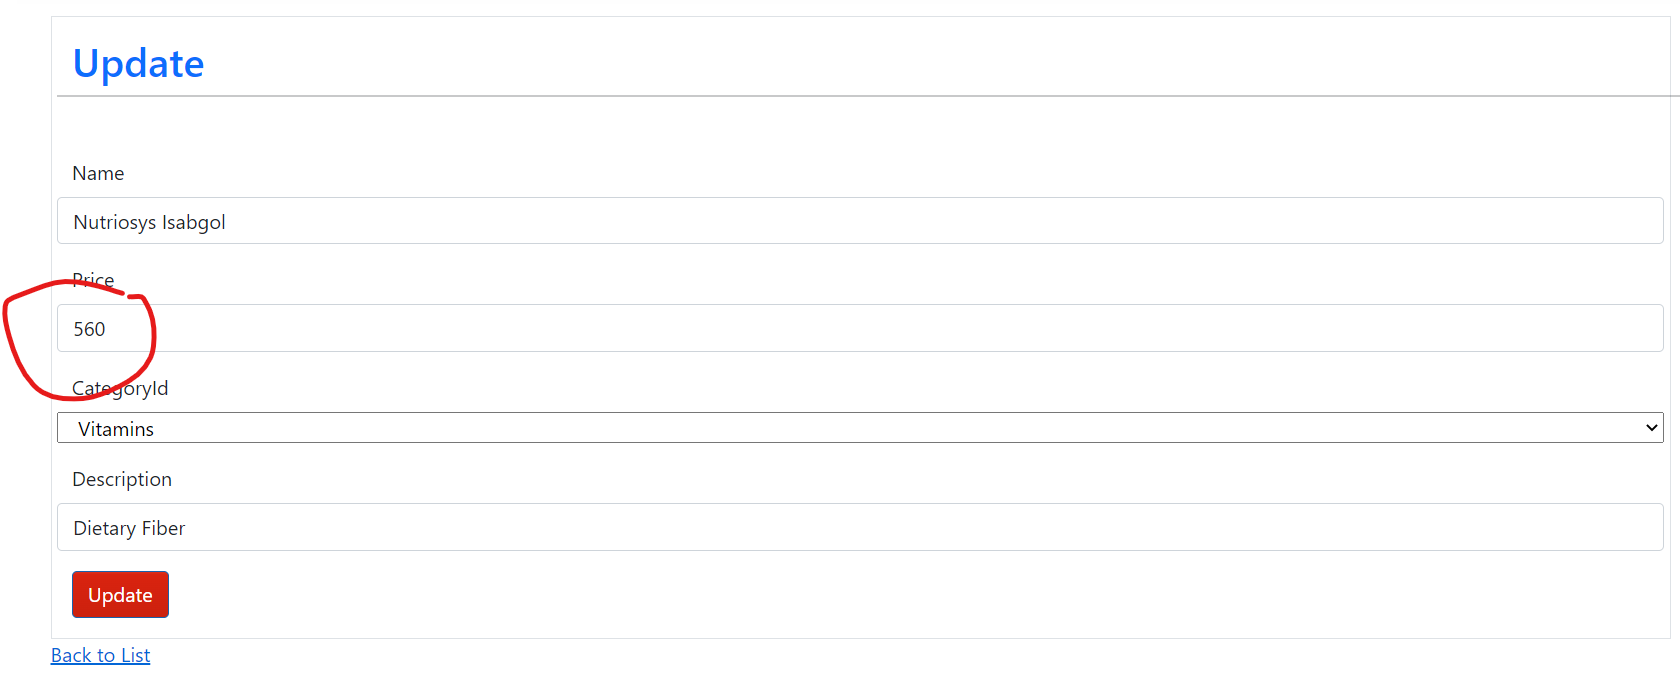 Update
Name
Nutriosys Isabgol
Price
560
CategoryId
Vitamins
Description
Dietary Fiber
Update
Back to List